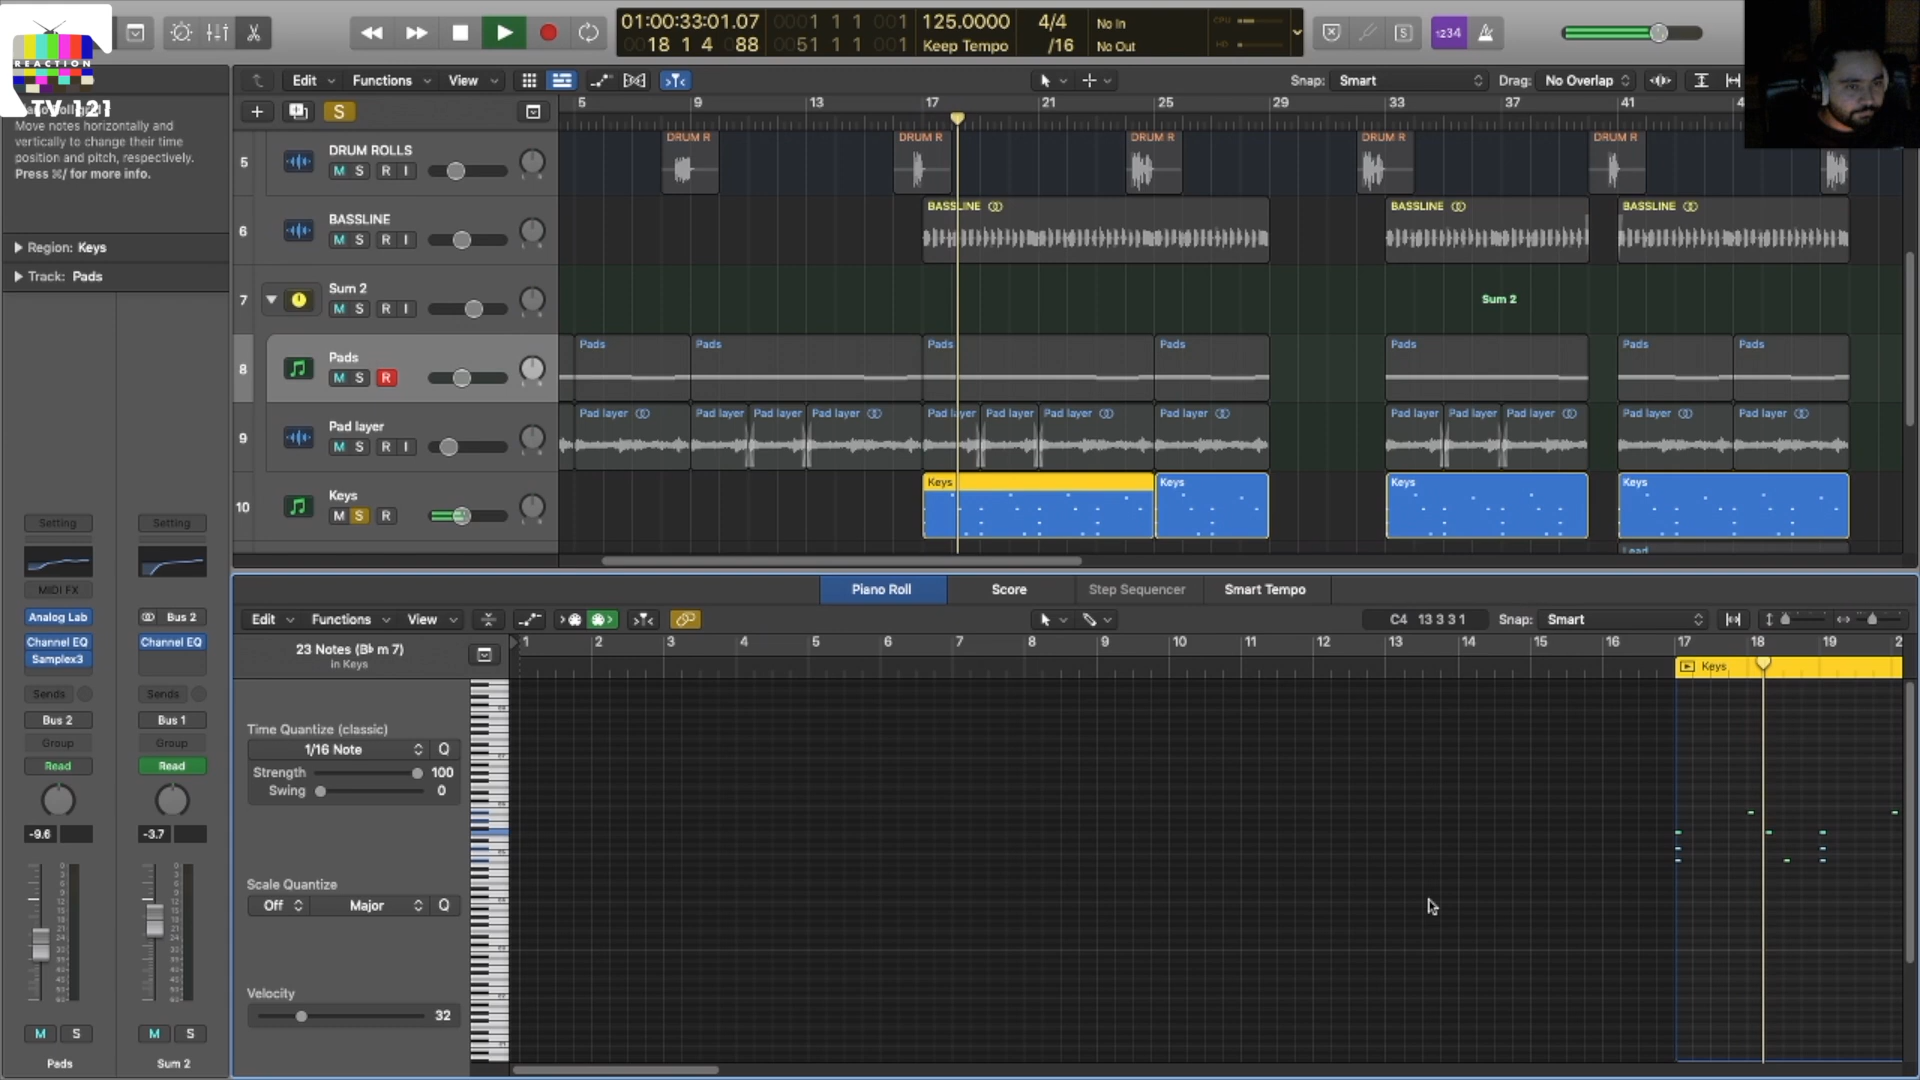 REACTION
TV 121
Move notes horizontally and
vertically to change their time
position and pitch, respectively.
Press ⌘/ for more info.
Region: Keys
Track: Pads
01:00:33:01.07
18 1 4 88
0001 1 1 001
0051 1 1 001
125.0000
Keep Tempo
4/4
/16
No In
No Out
CPU
HD
1234
Edit
Functions
View
Snap: Smart
Drag: No Overlap
S
5 9 13 17 21 25 29 33 37 41
5
DRUM ROLLS
M S R I
DRUM R
DRUM R
DRUM R
DRUM R
DRUM R
6
BASSLINE
M S R I
BASSLINE
BASSLINE
BASSLINE
7
Sum 2
M S R I
Sum 2
8
Pads
M S R
Pads
Pads
Pads
Pads
Pads
Pads
Pads
9
Pad layer
M S R I
Pad layer
Pad layer
Pad layer
Pad layer
Pad layer
Pad layer
Pad layer
Pad layer
Pad layer
Pad layer
Pad layer
Pad layer
Pad layer
10
Keys
M S R
Keys
Keys
Keys
Keys
Lead
Piano Roll
Score
Step Sequencer
Smart Tempo
Edit
Functions
View
C4 13 3 3 1
Snap: Smart
23 Notes (B♭ m 7)
in Keys
1 2 3 4 5 6 7 8 9 10 11 12 13 14 15 16 17 18 19 2
Keys
Time Quantize (classic)
1/16 Note
Q
Strength 100
Swing 0
Scale Quantize
Off
Major
Q
Velocity
32
Setting
Setting
MIDI FX
Analog Lab
Bus 2
Channel EQ
Channel EQ
Samplex3
Sends
Sends
Bus 2
Bus 1
Group
Group
Read
Read
-9.6
-3.7
M S
M S
Pads
Sum 2